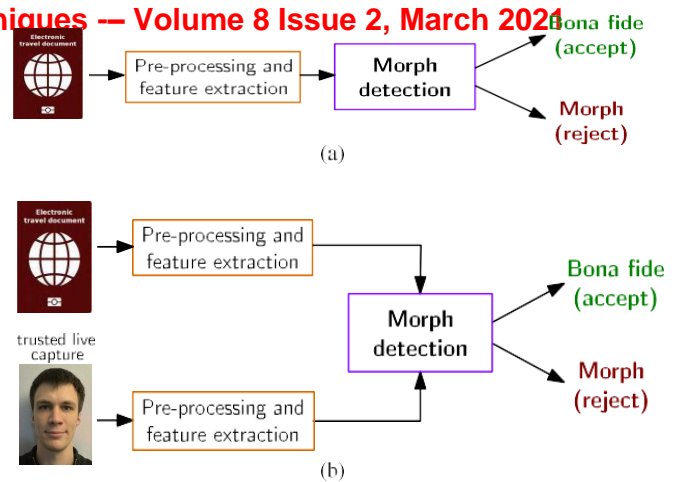 niques -– Volume 8 Issue 2, March 2021
Electronic
travel document
Pre-processing and
feature extraction
Morph
detection
Bona fide
(accept)
Morph
(reject)
(a)
Electronic
travel document
Pre-processing and
feature extraction
Morph
detection
Bona fide
(accept)
Morph
(reject)
trusted live
capture
Pre-processing and
feature extraction
(b)